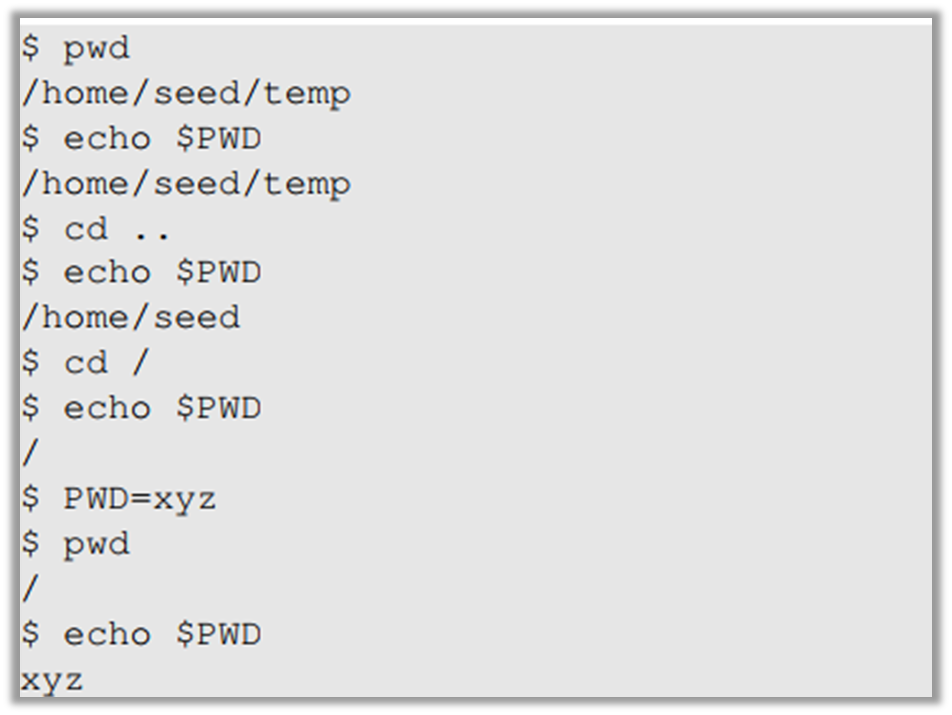 $ pwd
/home/seed/temp
$ echo $PWD
/home/seed/temp
$ cd ..
$ echo $PWD
/home/seed
$ cd /
$ echo $PWD
/
$ PWD=xyz
$ pwd
/
$ echo $PWD
xyz